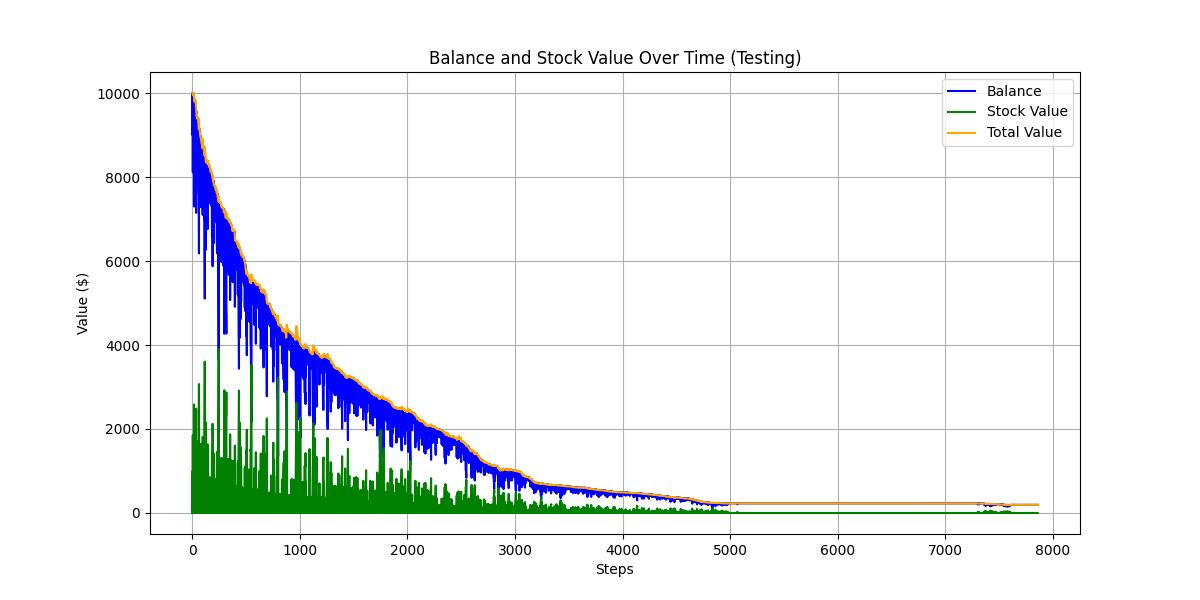 Balance and Stock Value Over Time (Testing)
Balance
Stock Value
Total Value
Value ($)
10000
8000
6000
4000
2000
0
0 1000 2000 3000 4000 5000 6000 7000 8000
Steps